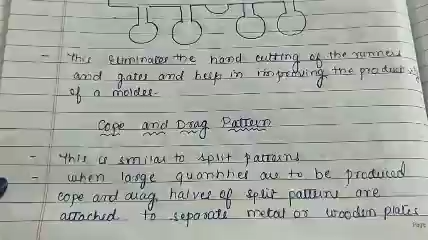 - This eliminates the hand cutting of the runners
and gates and help in improving the product
of a molder.
Cope and Drag Pattern
- This is similar to split patterns
- when large quantities are to be produced
cope and drag halves of split pattern are
attached to separate metal or wooden plates